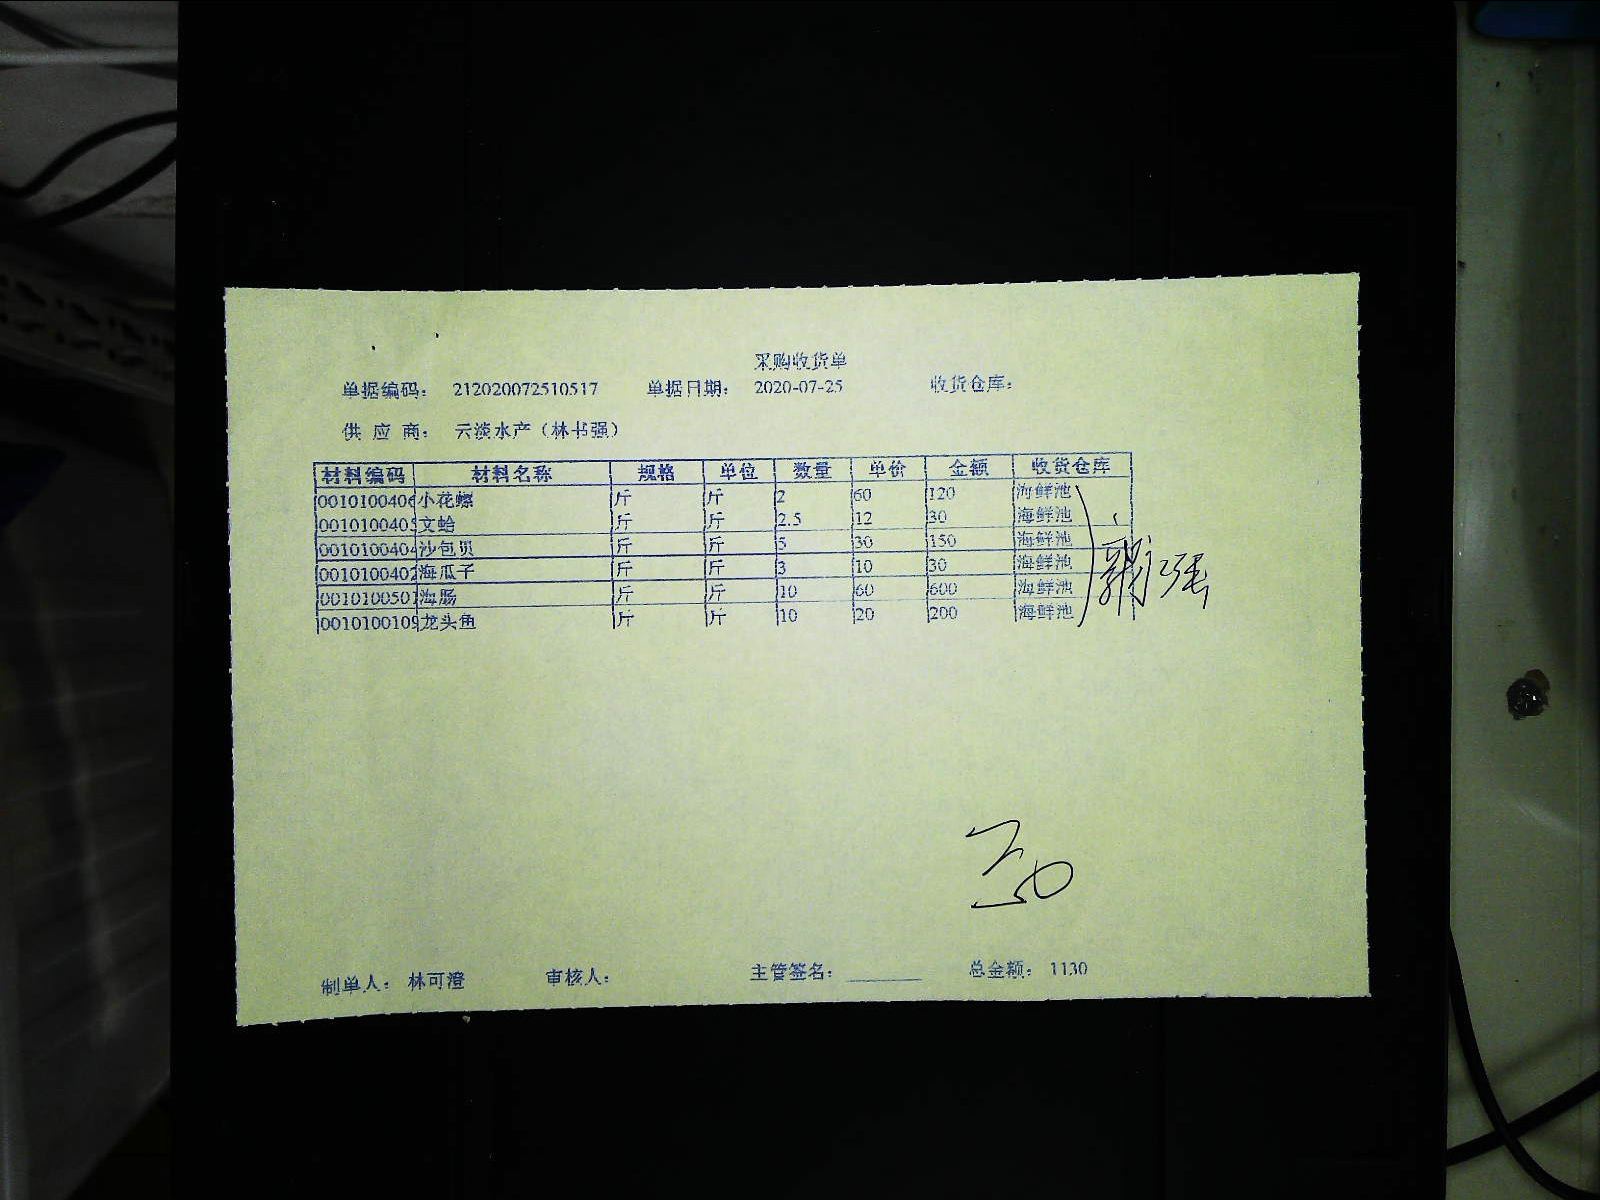 采购收货单
单据编码： 212020072510517 单据日期： 2020-07-25 收货仓库：
供 应 商： 云淡水产（林书强）
材料编码 材料名称 规格 单位 数量 单价 金额 收货仓库
0010100406 小花螺 斤 斤 2 60 120 海鲜池
0010100405 文蛤 斤 斤 2.5 12 30 海鲜池
0010100404 沙包贝 斤 斤 5 30 150 海鲜池
0010100402 海瓜子 斤 斤 3 10 30 海鲜池
0010100501 海肠 斤 斤 10 60 600 海鲜池
0010100109 龙头鱼 斤 斤 10 20 200 海鲜池
制单人： 林可澄 审核人： 主管签名： 总金额： 1130